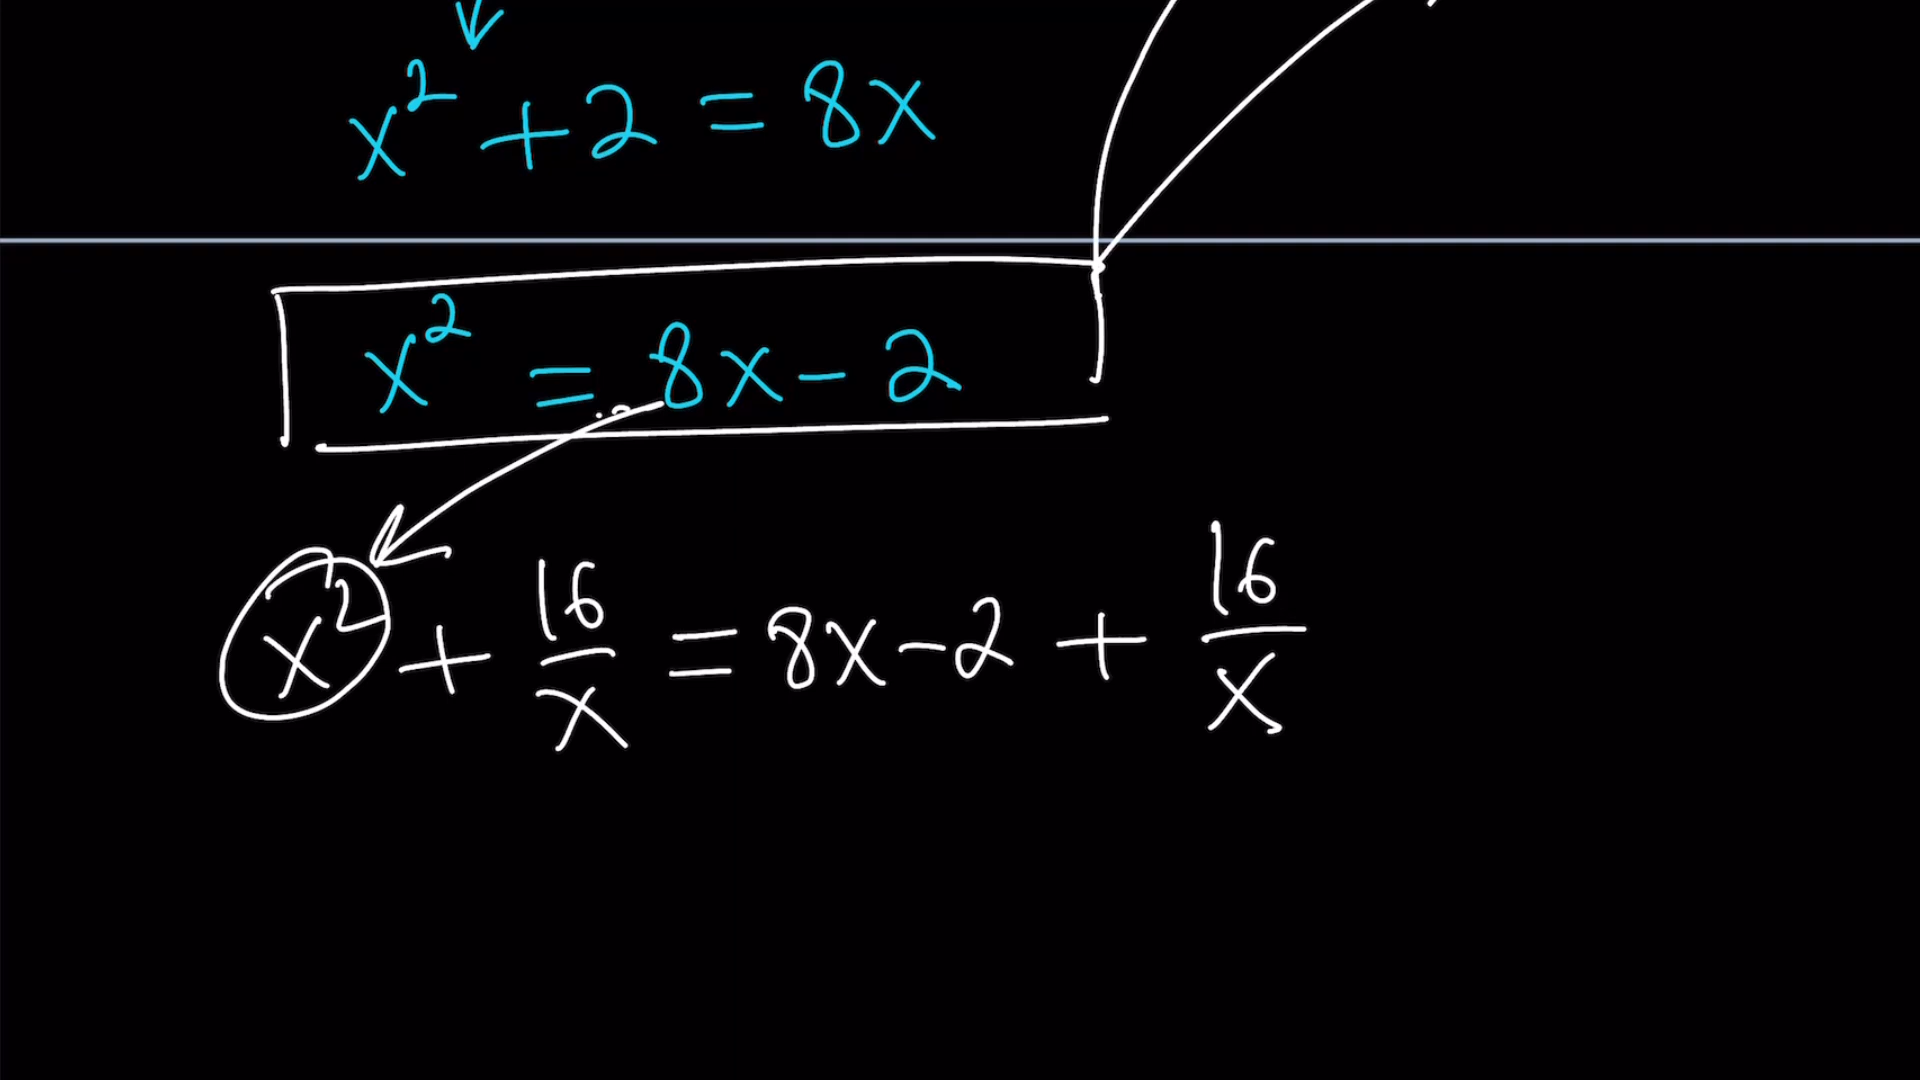 x² + 2 = 8x
x² = 8x - 2
x² + 16/x = 8x - 2 + 16/x